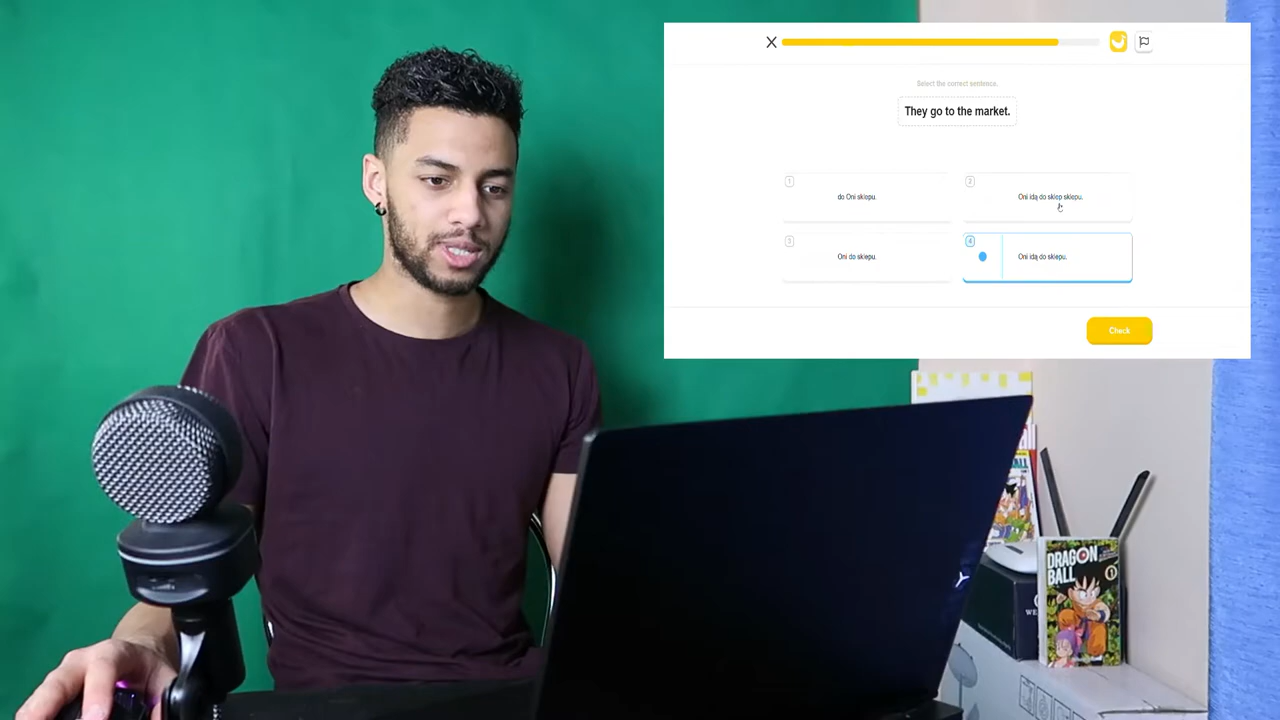 X
Select the correct sentence.
They go to the market.
1
do Oni sklepu.
2
Oni idą do sklep sklepu.
3
Oni do sklepu.
4
Oni idą do sklepu.
Check
DRAGON
BALL
1